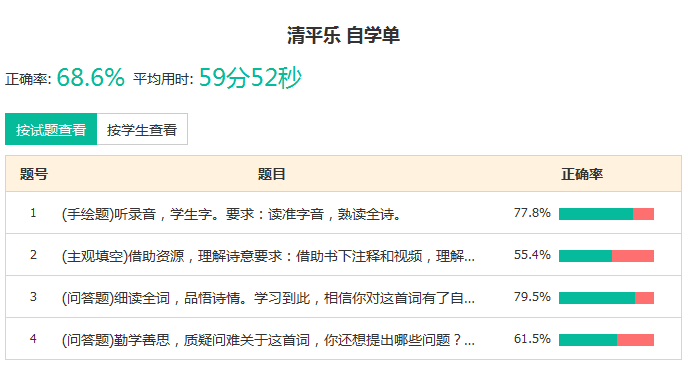 清平乐 自学单
正确率: 68.6% 平均用时: 59分52秒
按试题查看 按学生查看
题号 题目 正确率
1 (手绘题)听录音，学生字。要求：读准字音，熟读全诗。 77.8%
2 (主观填空)借助资源，理解诗意要求：借助书下注释和视频，理解... 55.4%
3 (问答题)细读全词，品悟诗情。学习到此，相信你对这首词有了自... 79.5%
4 (问答题)勤学善思，质疑问难关于这首词，你还想提出哪些问题？... 61.5%